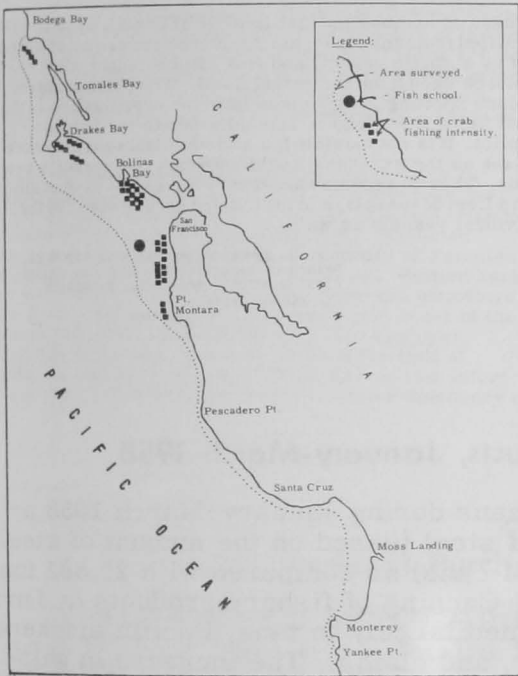 Bodega Bay
Tomales Bay
Drakes Bay
Bolinas
Bay
San
Francisco
Pt.
Montara
Pescadero Pt.
Santa Cruz
Moss Landing
Monterey
Yankee Pt.
CALIFORNIA
PACIFIC OCEAN
Legend:
Area surveyed.
Fish school.
Area of crab
fishing intensity.